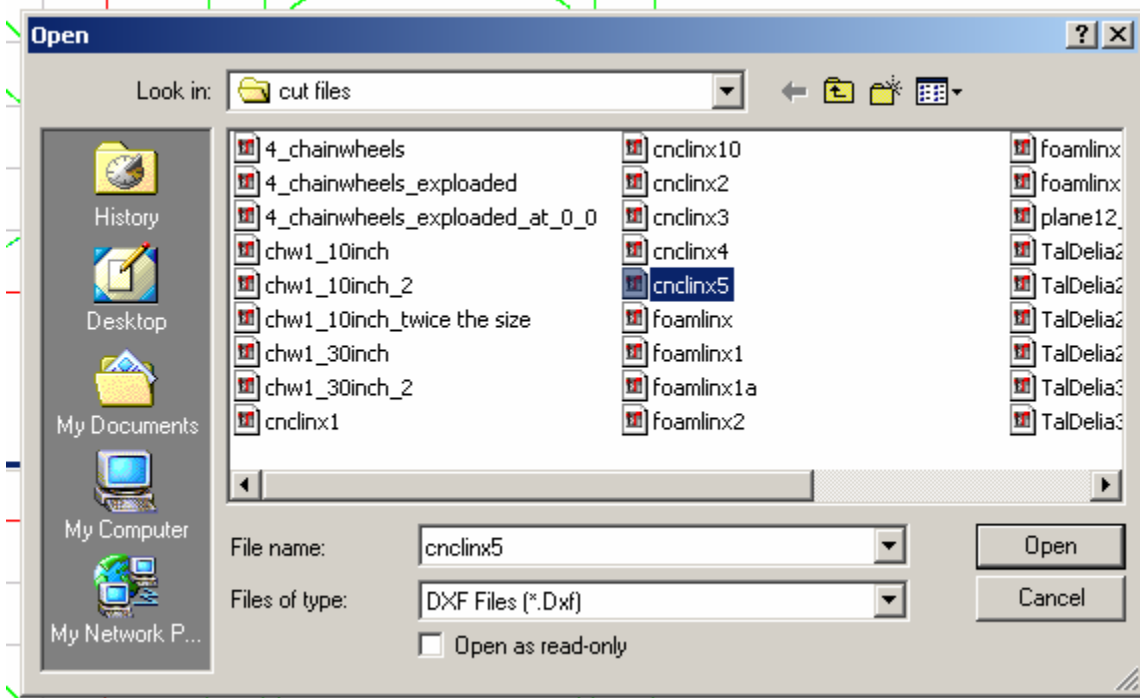 Open
Look in: cut files
History
Desktop
My Documents
My Computer
My Network P...
4_chainwheels
4_chainwheels_exploaded
4_chainwheels_exploaded_at_0_0
chw1_10inch
chw1_10inch_2
chw1_10inch_twice the size
chw1_30inch
chw1_30inch_2
cnclinx1
cnclinx10
cnclinx2
cnclinx3
cnclinx4
cnclinx5
foamlinx
foamlinx1
foamlinx1a
foamlinx2
foamlinx
foamlinx
plane12_
TalDelia2
TalDelia2
TalDelia2
TalDelia2
TalDelia3
TalDelia3
File name: cnclinx5 Open
Files of type: DXF Files (*.Dxf) Cancel
Open as read-only